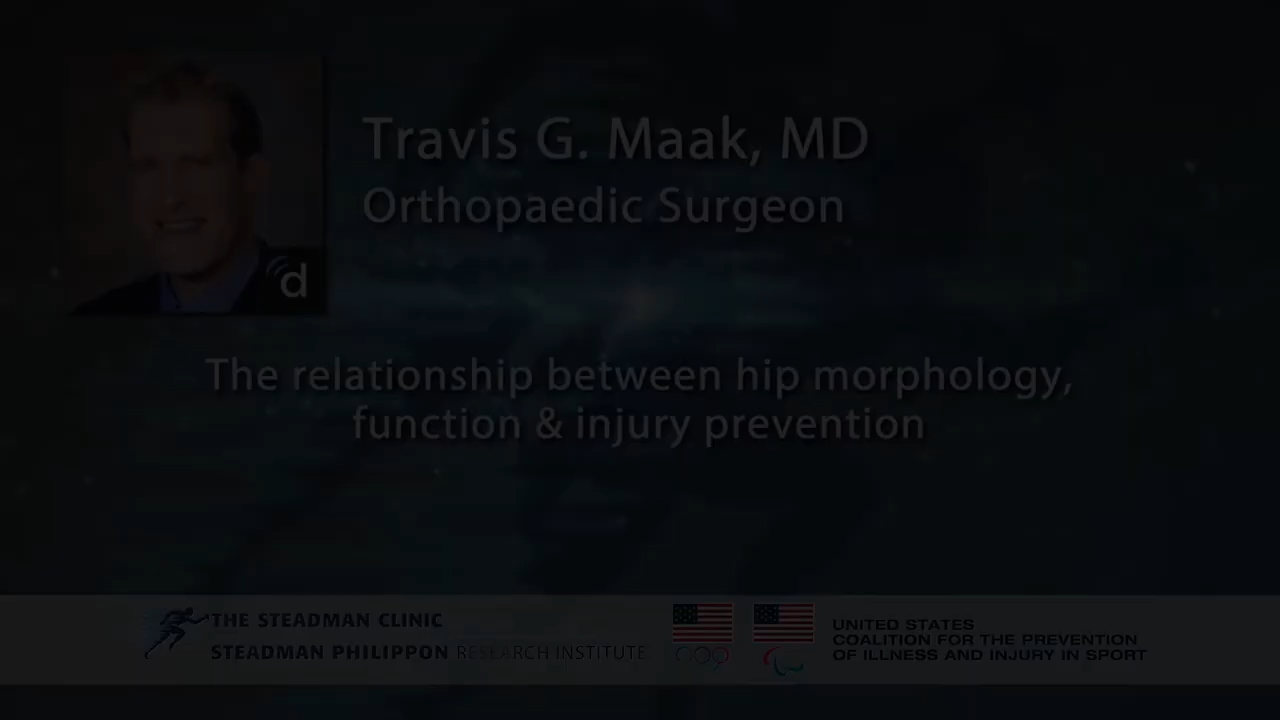 Travis G. Maak, MD
Orthopaedic Surgeon
d
The relationship between hip morphology,
function & injury prevention
THE STEADMAN CLINIC
STEADMAN PHILIPPON RESEARCH INSTITUTE
UNITED STATES
COALITION FOR THE PREVENTION
OF ILLNESS AND INJURY IN SPORT